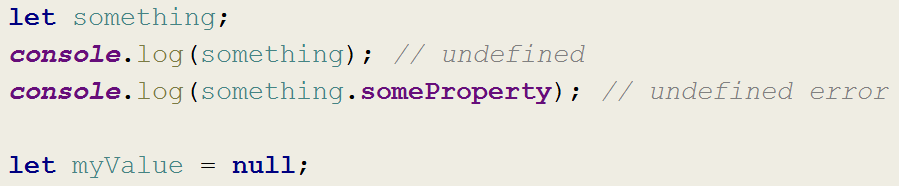 let something;
console.log(something); // undefined
console.log(something.someProperty); // undefined error
let myValue = null;